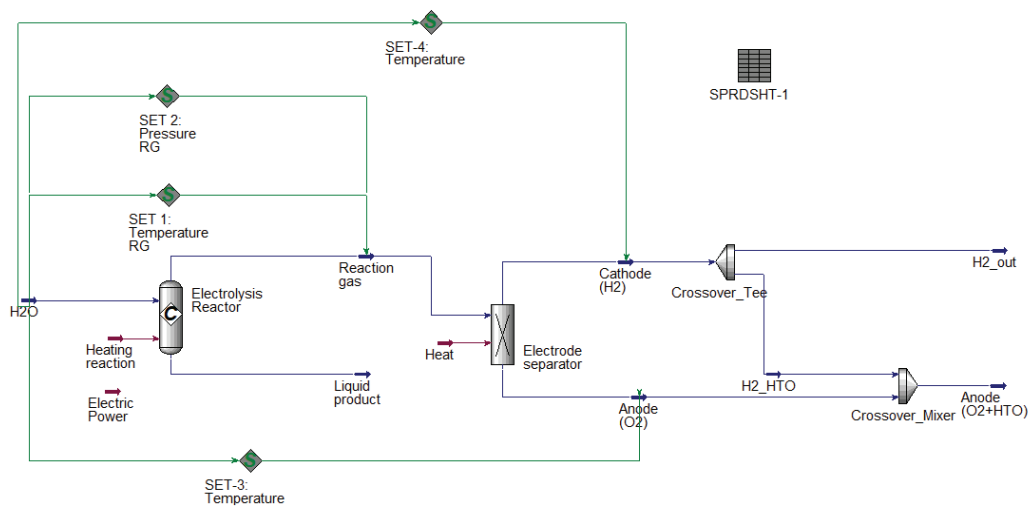 SET-4:
Temperature
SPRDSHT-1
SET 2:
Pressure
RG
SET 1:
Temperature
RG
Reaction
gas
Cathode
(H2)
H2_out
Crossover_Tee
Electrolysis
Reactor
H2O
Heating
reaction
Heat
Electrode
separator
Electric
Power
Liquid
product
H2_HTO
Anode
(O2)
Crossover_Mixer
Anode
(O2+HTO)
SET-3:
Temperature
S
S
S
S
C